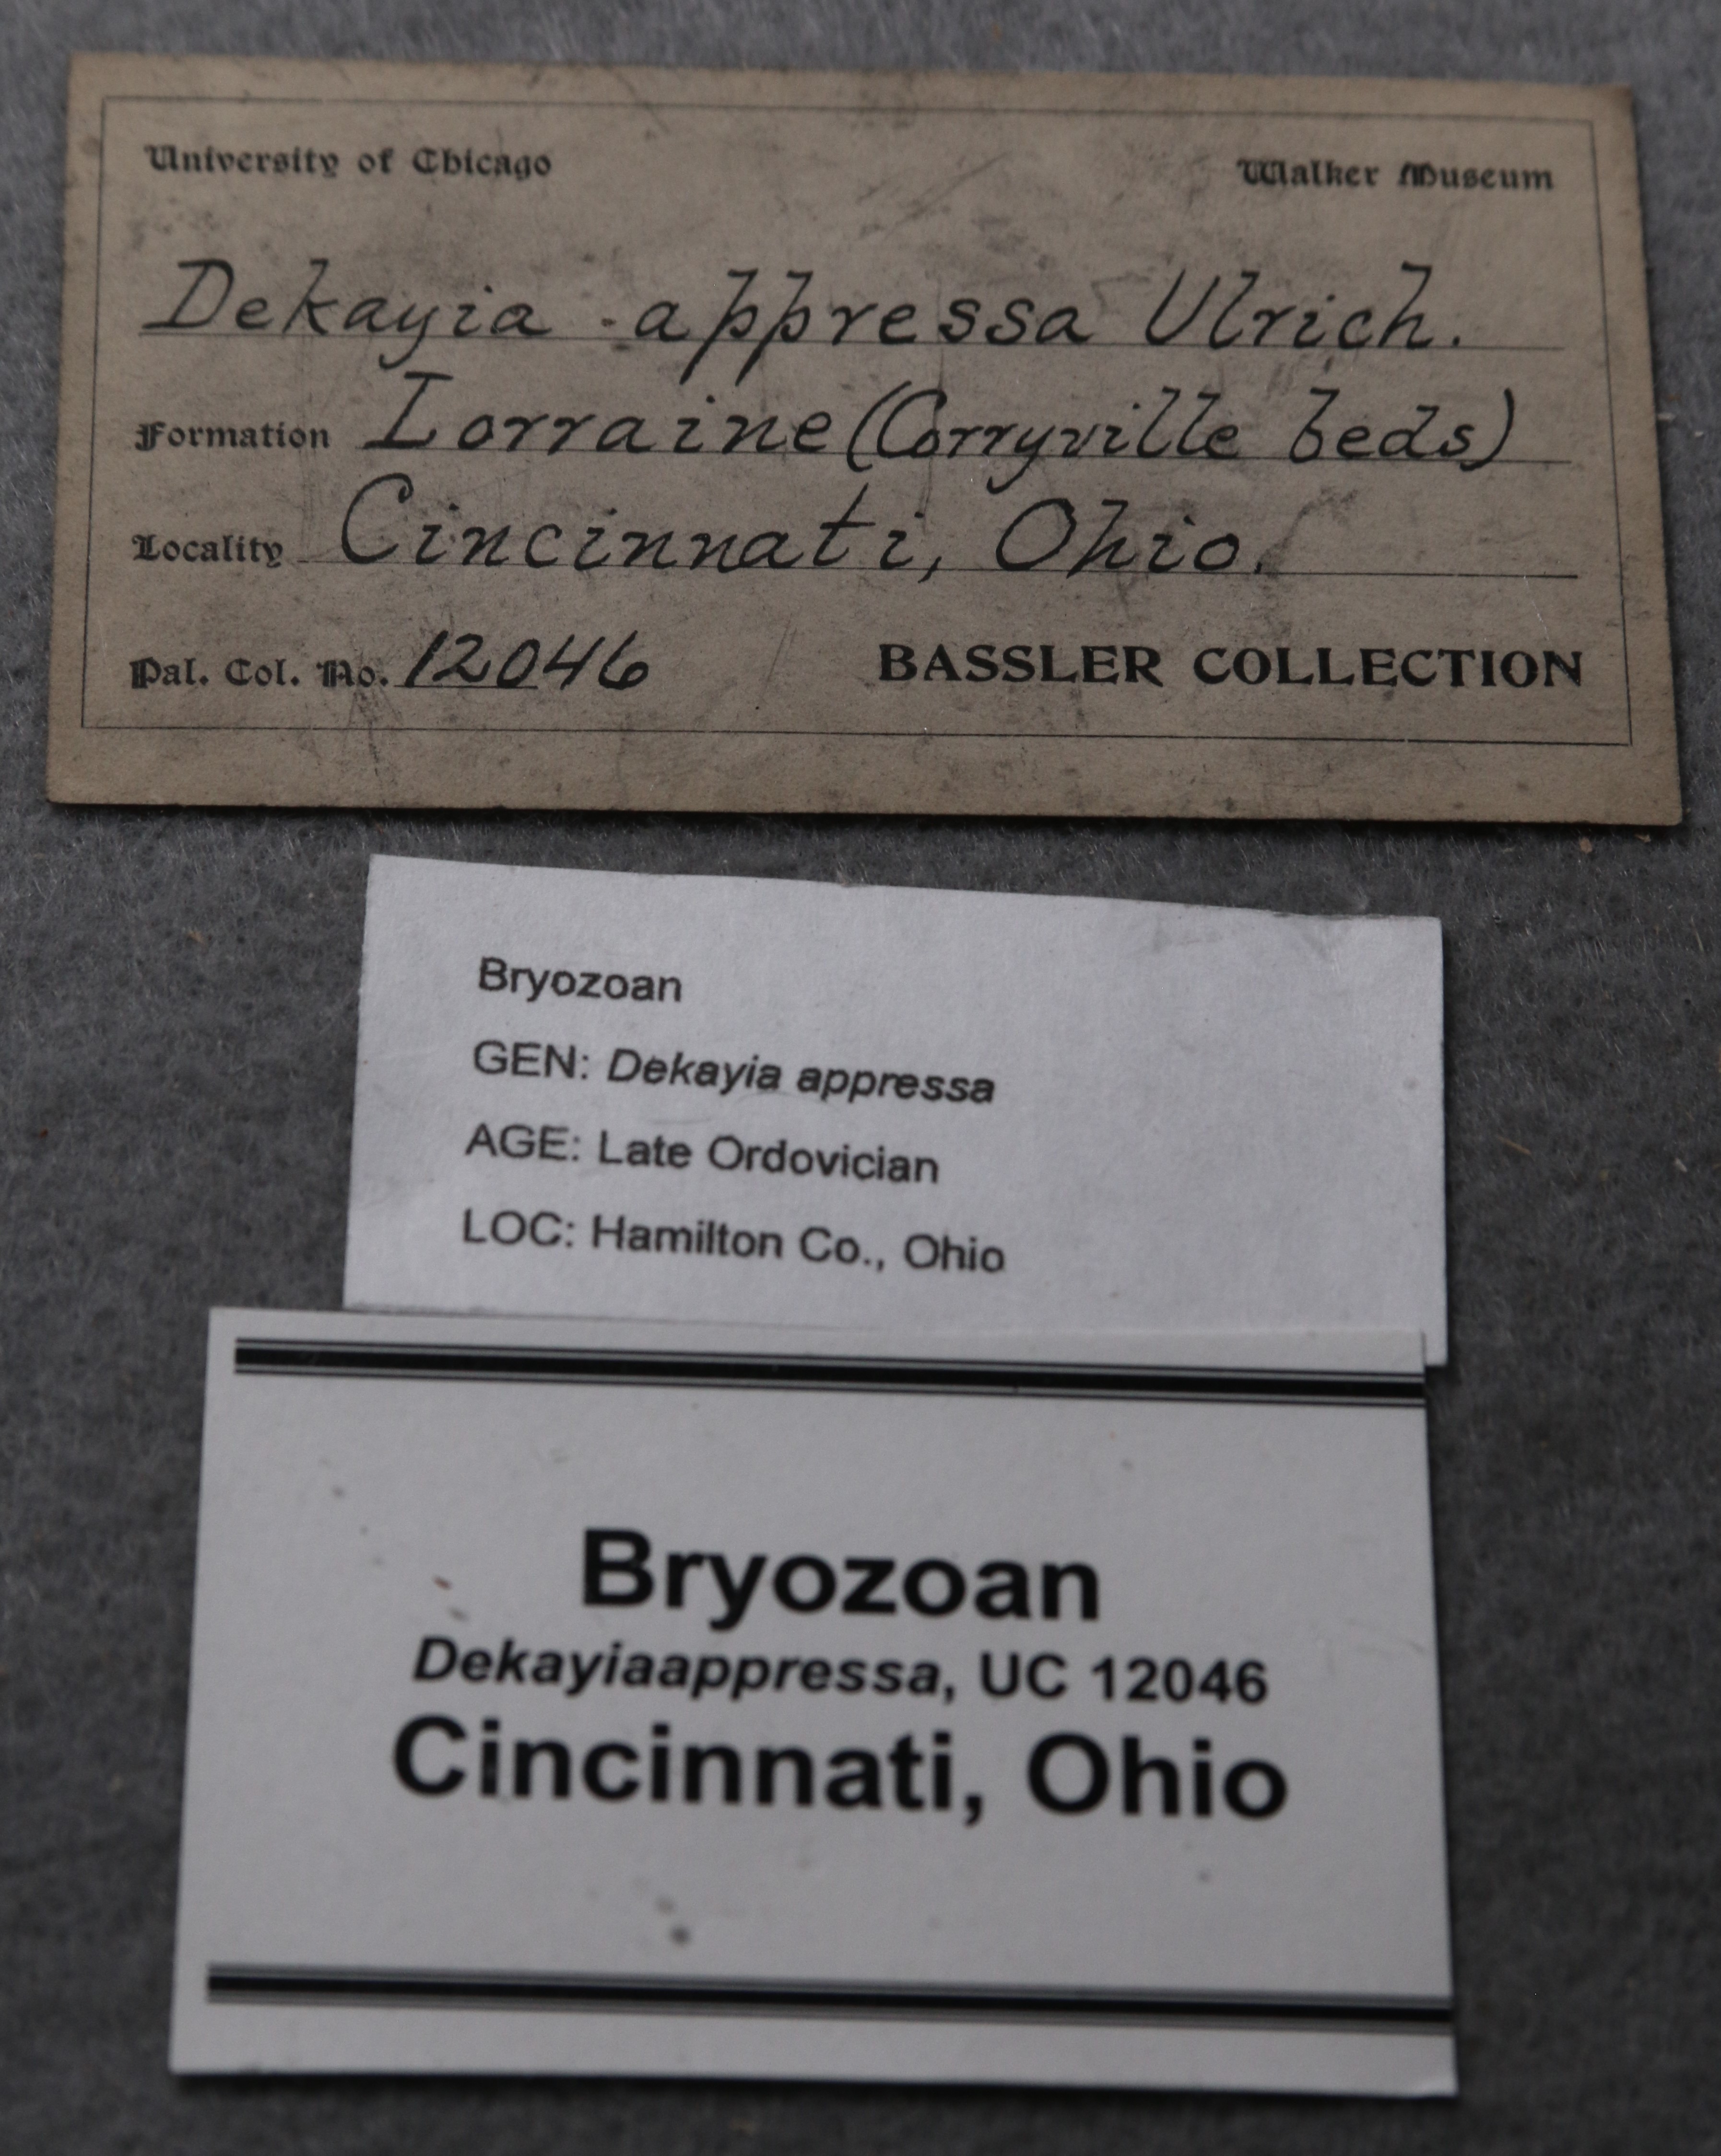 University of Chicago Walker Museum
Dekayia appressa Ulrich.
Formation Lorraine (Corryville beds)
Locality Cincinnati, Ohio.
Pal. Col. No. 12046 BASSLER COLLECTION
Bryozoan
GEN: Dekayia appressa
AGE: Late Ordovician
LOC: Hamilton Co., Ohio
Bryozoan
Dekayiaappressa, UC 12046
Cincinnati, Ohio